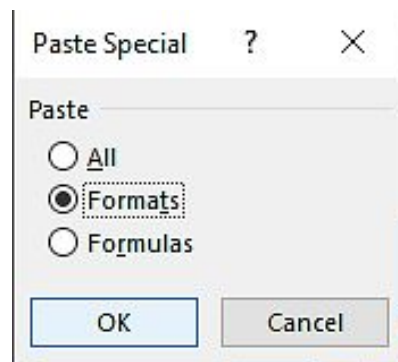 Paste Special ? ×
Paste
All
Formats
Formulas
OK Cancel